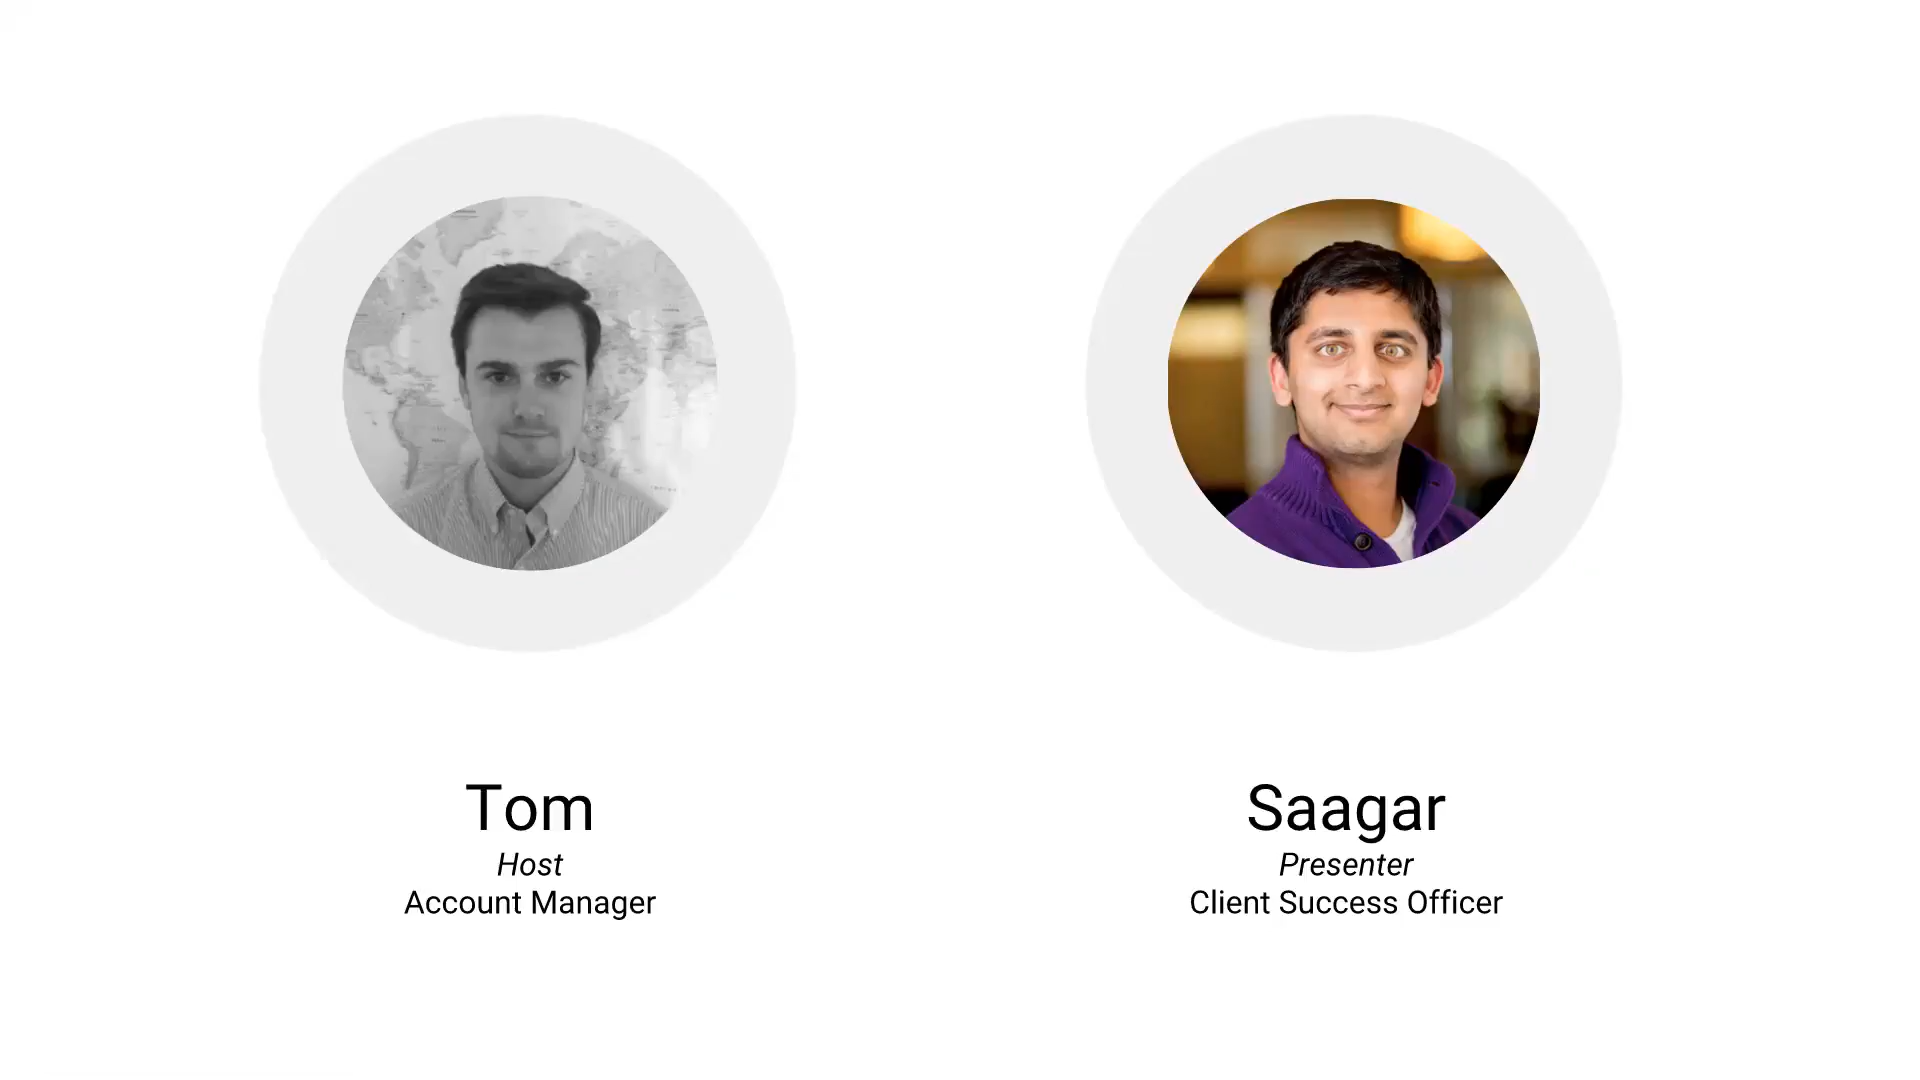 Tom
Host
Account Manager
Saagar
Presenter
Client Success Officer